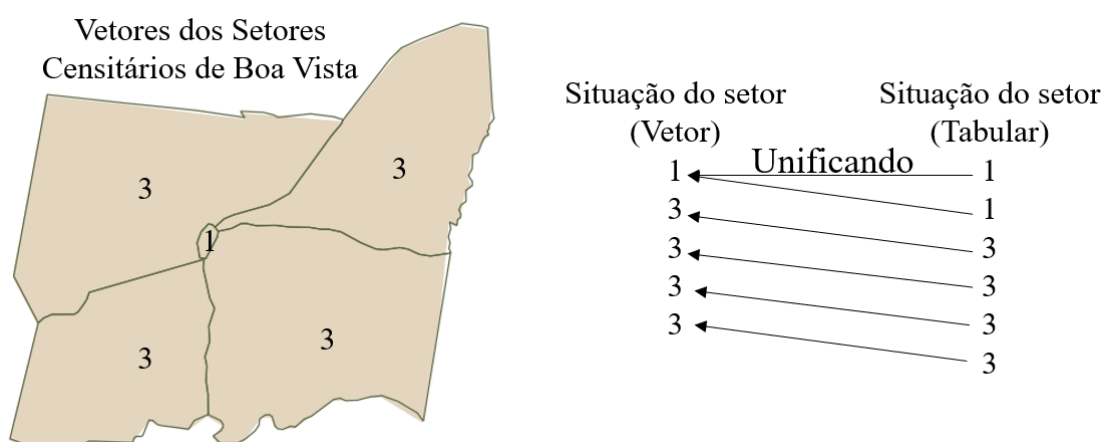 Vetores dos Setores
Censitários de Boa Vista
3
3
1
3
3
Situação do setor
(Vetor)
Situação do setor
(Tabular)
Unificando
1
3
3
3
3
1
1
3
3
3
3